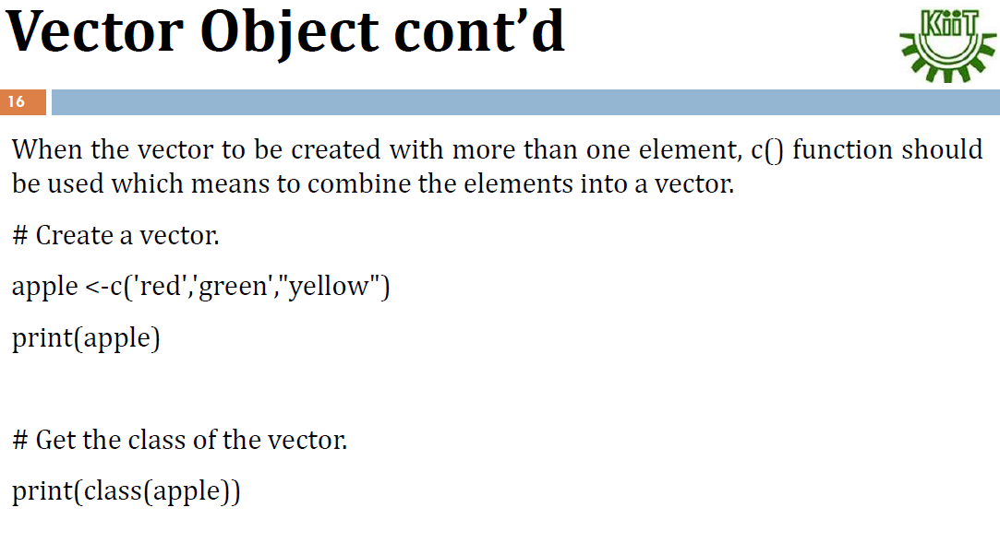 Vector Object cont’d
KiiT
16
When the vector to be created with more than one element, c() function should
be used which means to combine the elements into a vector.
# Create a vector.
apple <-c('red','green',"yellow")
print(apple)
# Get the class of the vector.
print(class(apple))